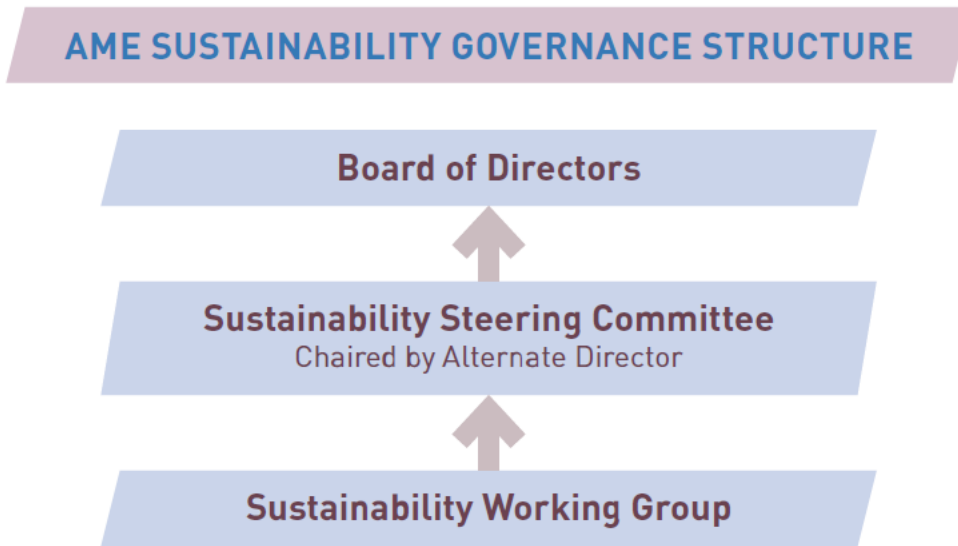 AME SUSTAINABILITY GOVERNANCE STRUCTURE
Board of Directors
Sustainability Steering Committee
Chaired by Alternate Director
Sustainability Working Group